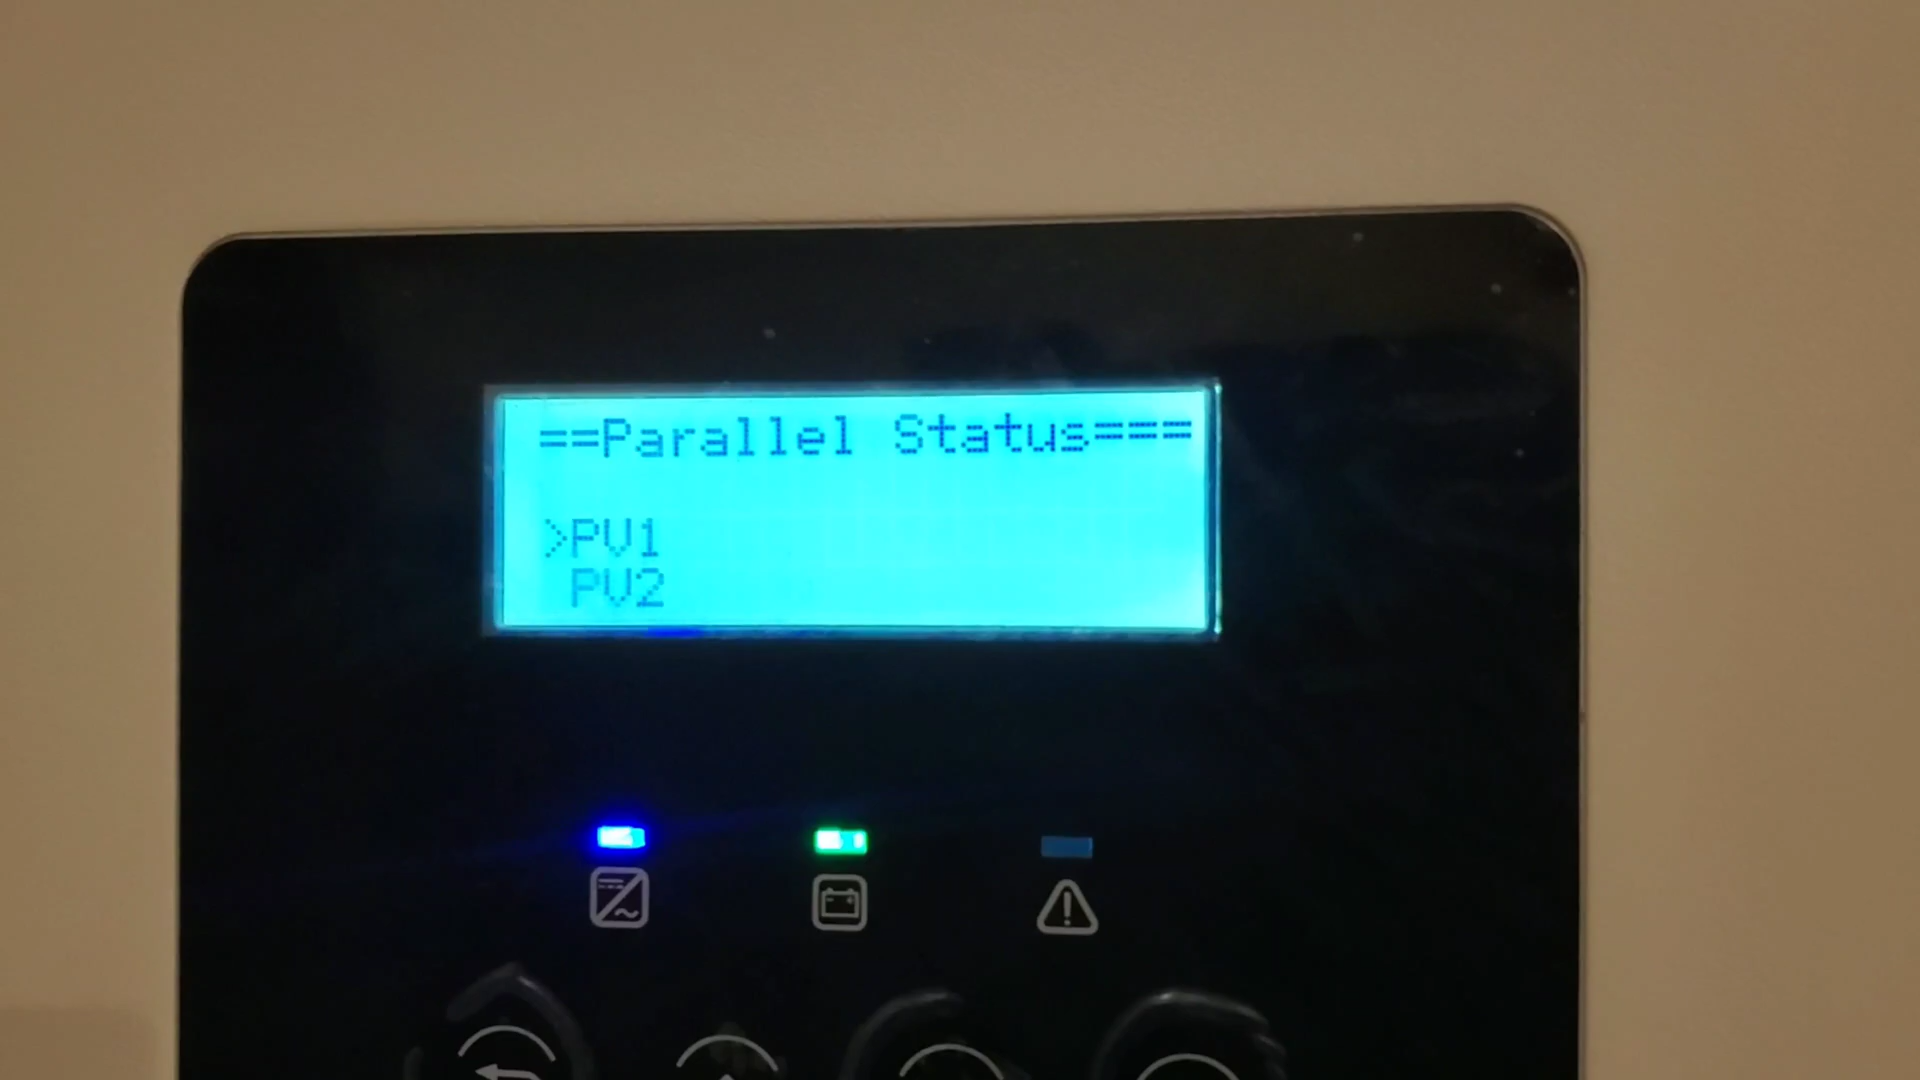 ==Parallel Status===
>PV1
PV2